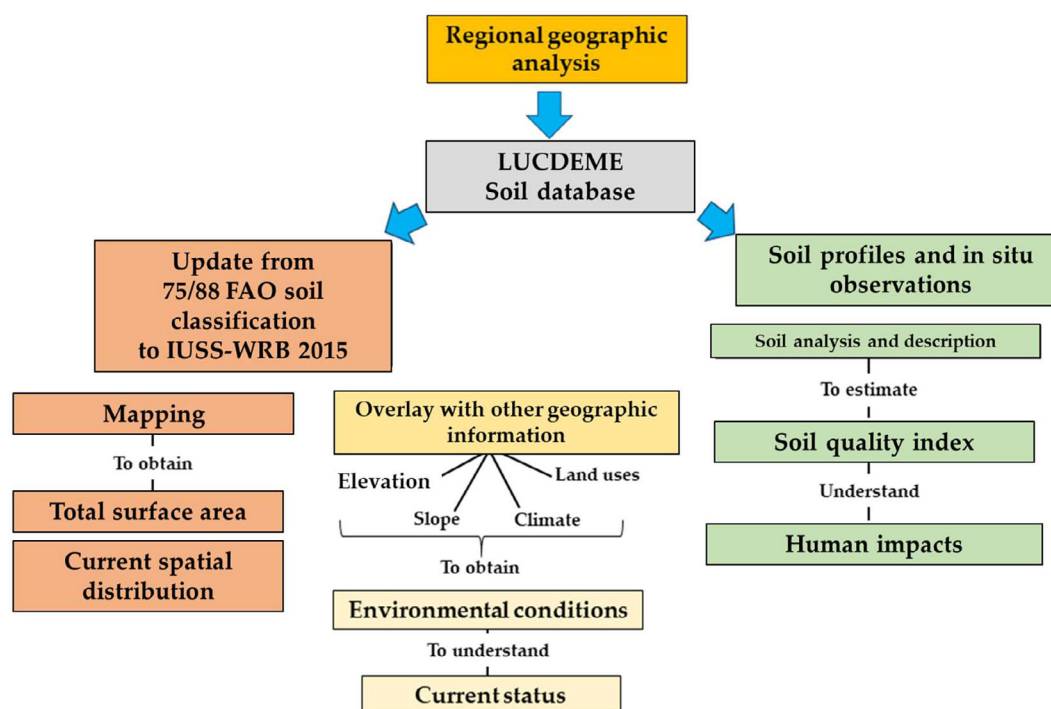 Regional geographic
analysis
LUCDEME
Soil database
Update from
75/88 FAO soil
classification
to IUSS-WRB 2015
Mapping
To obtain
Total surface area
Current spatial
distribution
Overlay with other geographic
information
Elevation
Slope
Climate
Land uses
To obtain
Environmental conditions
To understand
Current status
Soil profiles and in situ
observations
Soil analysis and description
To estimate
Soil quality index
Understand
Human impacts